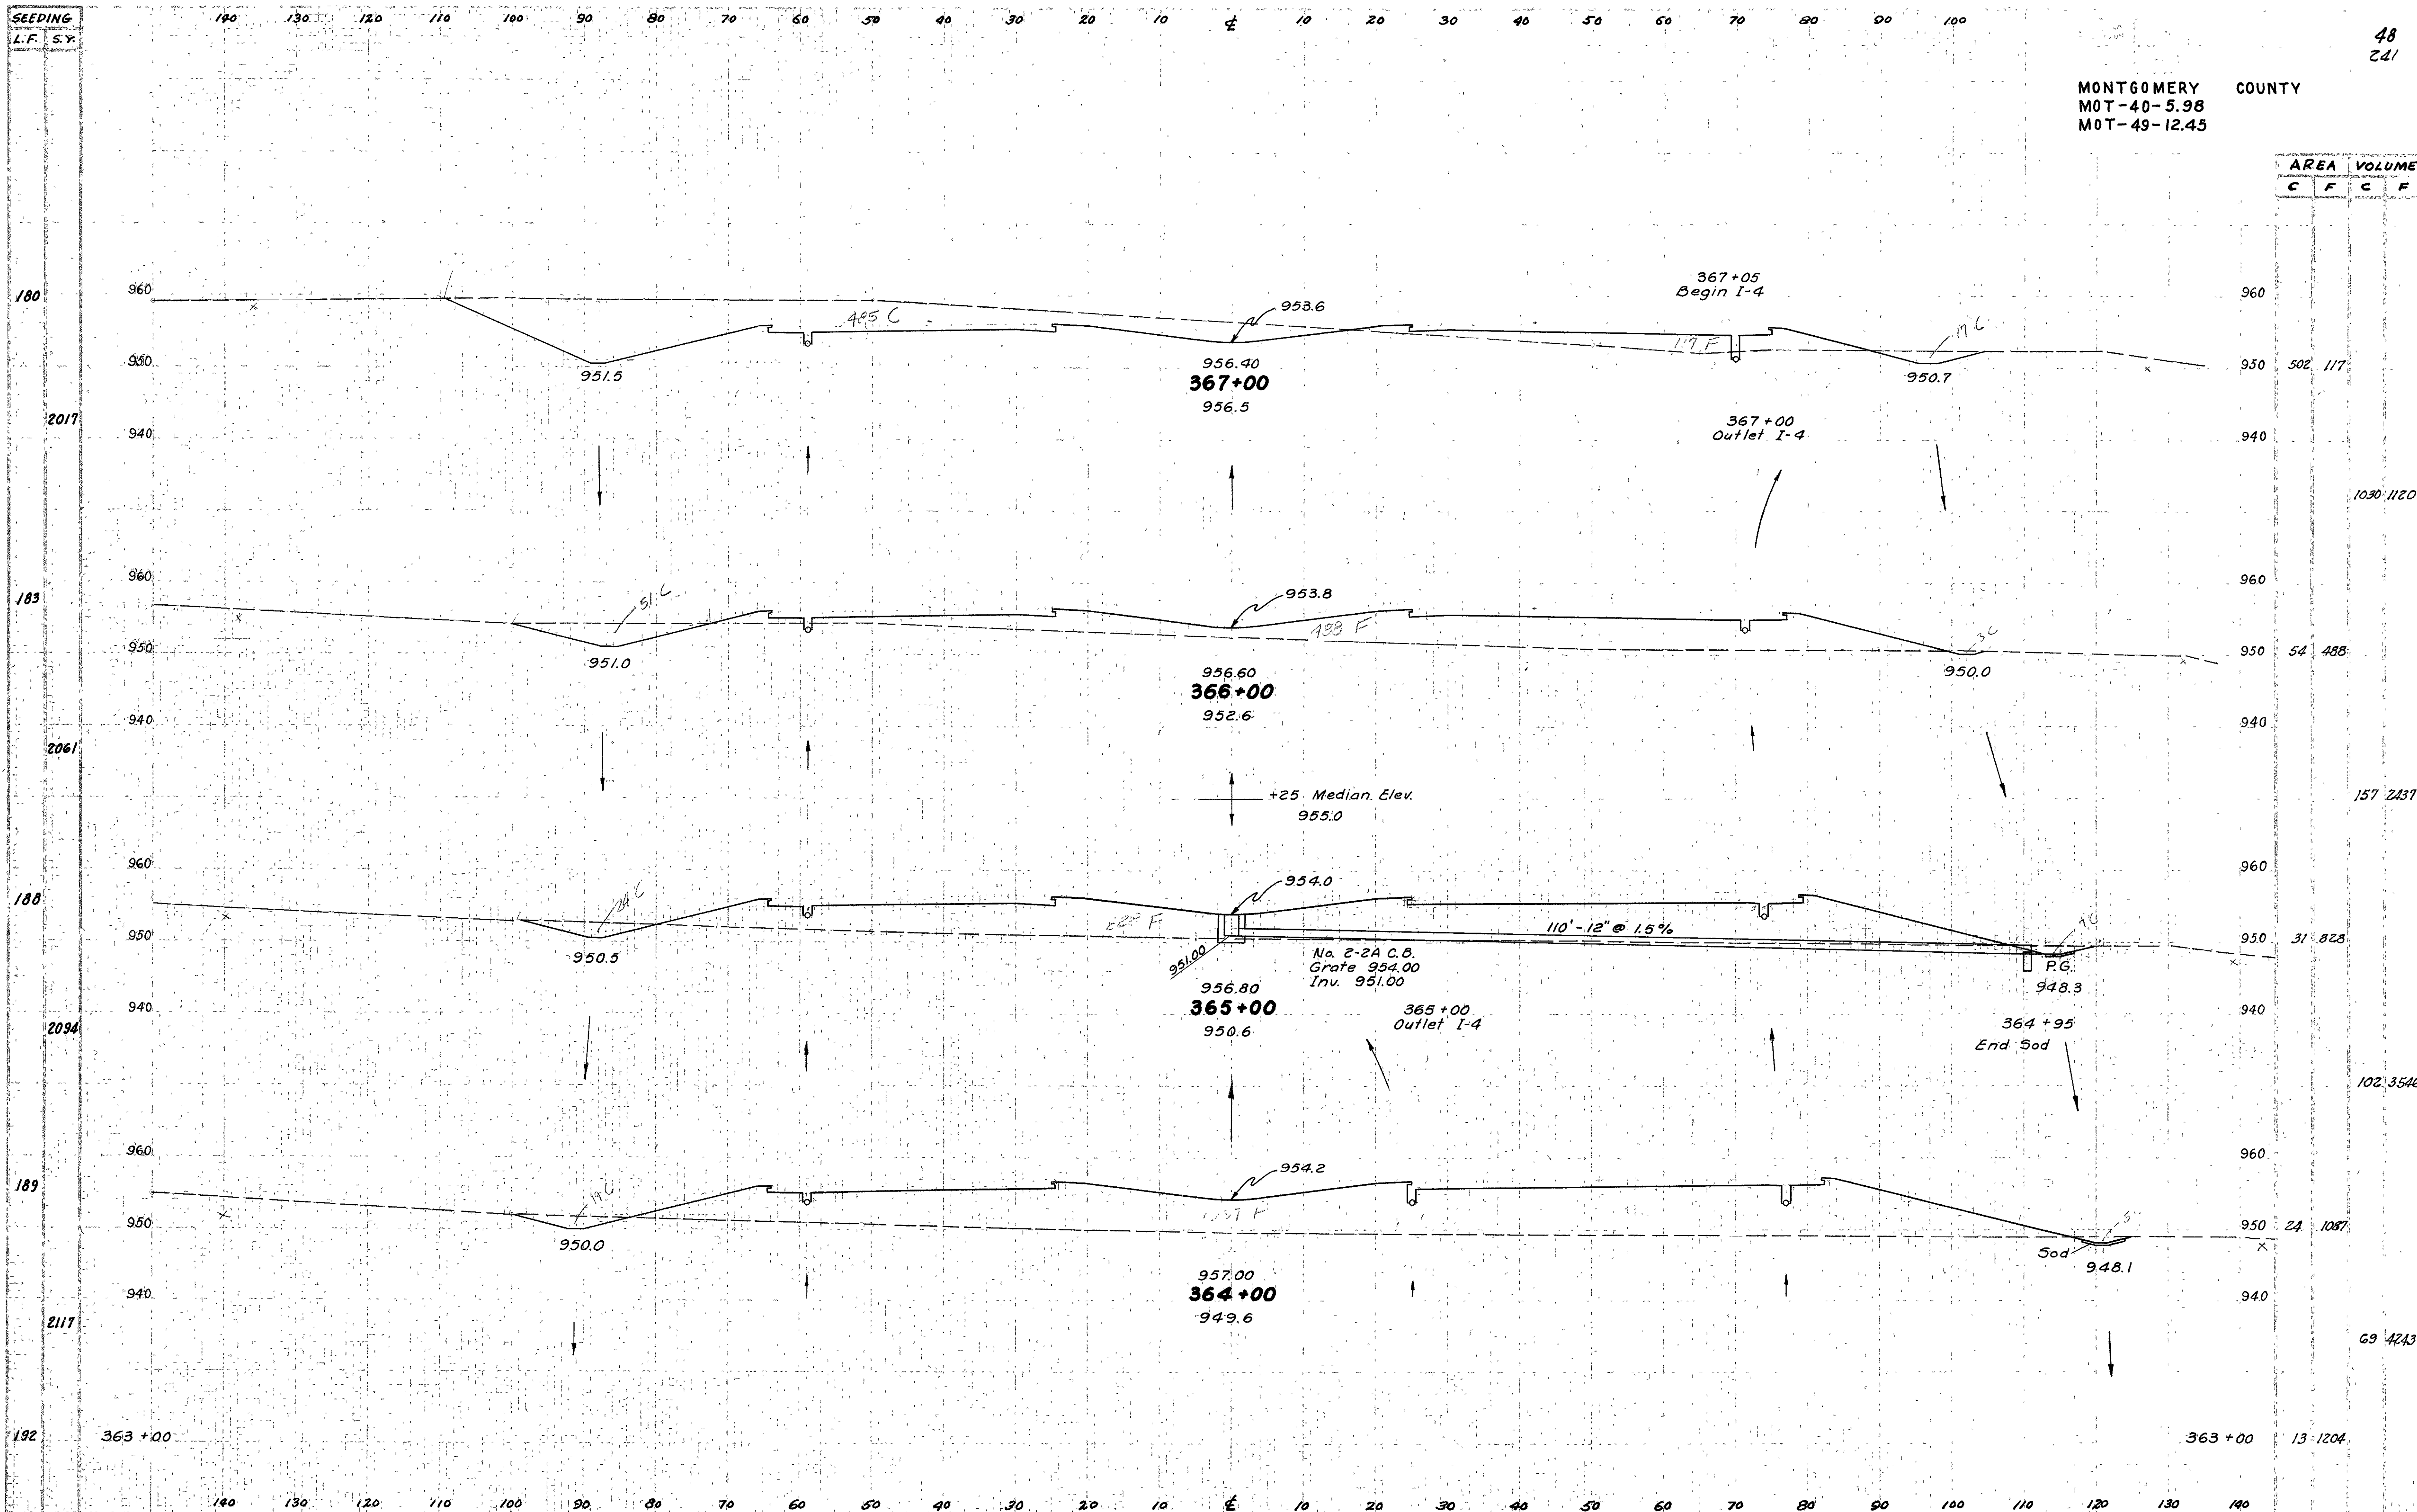 SEEDING
L.F. S.Y.
140 130 120 110 100 90 80 70 60 50 40 30 20 10 ℄ 10 20 30 40 50 60 70 80 90 100
48
241
MONTGOMERY COUNTY
MOT-40-5.98
MOT-49-12.45
AREA VOLUME
C F C F
180
960
953.6
367+05
Begin I-4
960
485 C
17 C
117 F
950
951.5
956.40
367+00
956.5
950.7
950 502 117
2017
940
367+00
Outlet I-4
940
1030 1120
183
960
51 C
953.8
488 F
3 C
960
950
951.0
956.60
366+00
952.6
950.0
950 54 488
940
940
2061
+25 Median Elev.
955.0
157 2437
188
960
954.0
960
110'-12" @ 1.5%
950
950.5
951.00
No. 2-2A C.B.
Grate 954.00
Inv. 951.00
P.G.
948.3
950 31 828
956.80
365+00
950.6
940
365+00
Outlet I-4
364+95
End Sod
940
2094
102
189
960
19 C
954.2
960
950
950.0
Sod
948.1
950 24 1087
957.00
364+00
949.6
940
940
2117
69 4243
192
363+00
363+00 13 1204
140 130 120 110 100 90 80 70 60 50 40 30 20 10 ℄ 10 20 30 40 50 60 70 80 90 100 110 120 130 140